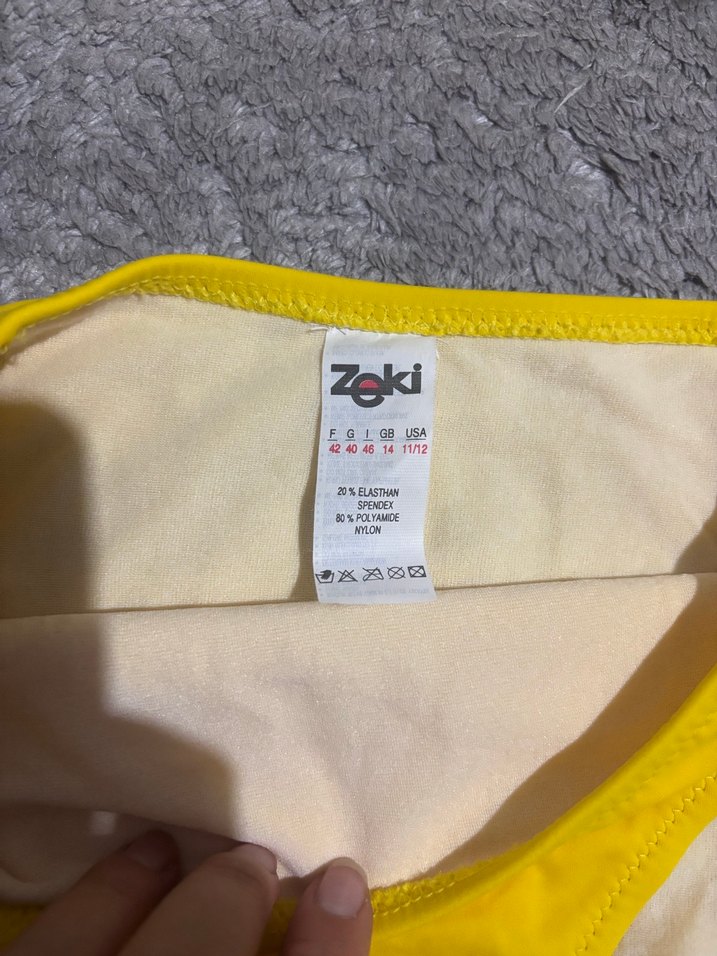 Zeki
F G I GB USA
42 40 46 14 11/12
20 % ELASTHAN
SPENDEX
80 % POLYAMIDE
NYLON